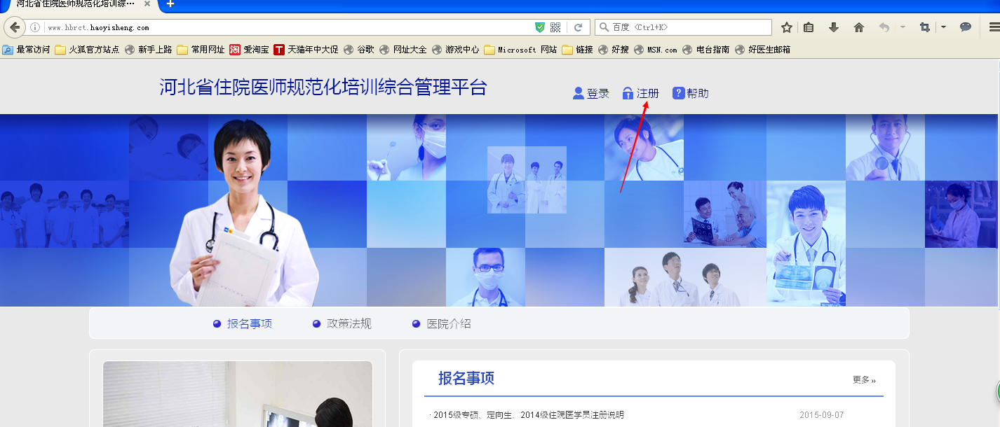 河北省住院医师规范化培训综…
www.hbrct.haoyisheng.com
百度 <Ctrl+K>
最常访问 火狐官方站点 新手上路 常用网址 淘 爱淘宝 T 天猫年中大促 谷歌 网址大全 游戏中心 Microsoft 网站 链接 好搜 MSN.com 电台指南 好医生邮箱
河北省住院医师规范化培训综合管理平台
登录 注册 帮助
报名事项 政策法规 医院介绍
报名事项 更多»
·2015级专硕、定向生、2014级住院医学员注册说明 2015-09-07